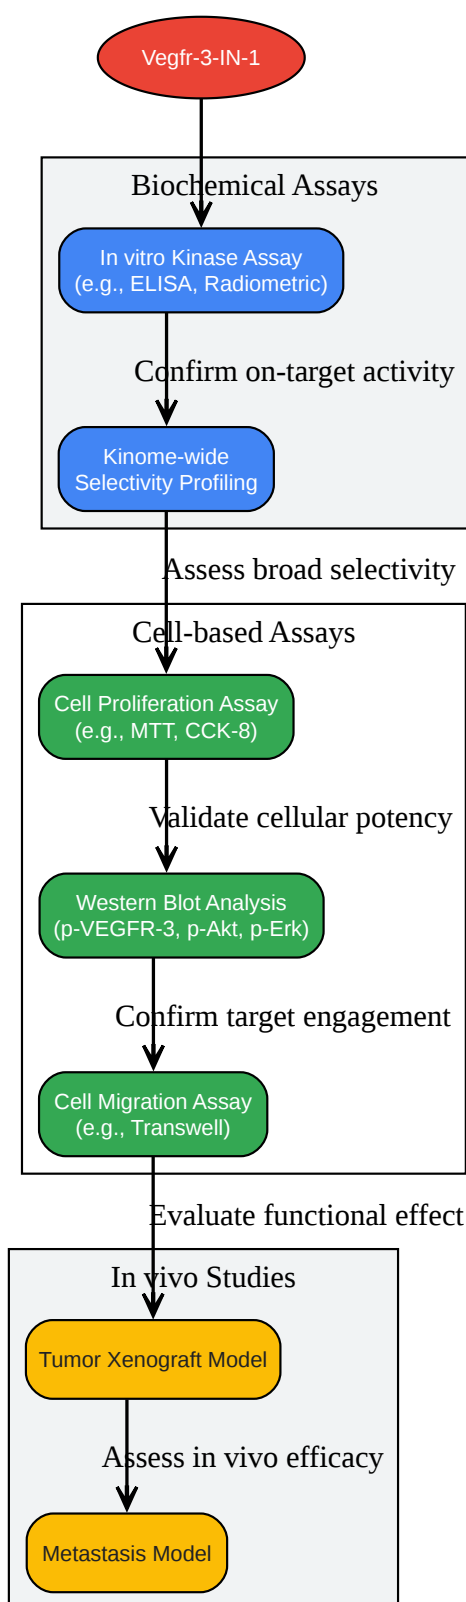 Vegfr-3-IN-1
Biochemical Assays
In vitro Kinase Assay
(e.g., ELISA, Radiometric)
Confirm on-target activity
Kinome-wide
Selectivity Profiling
Assess broad selectivity
Cell-based Assays
Cell Proliferation Assay
(e.g., MTT, CCK-8)
Validate cellular potency
Western Blot Analysis
(p-VEGFR-3, p-Akt, p-Erk)
Confirm target engagement
Cell Migration Assay
(e.g., Transwell)
Evaluate functional effect
In vivo Studies
Tumor Xenograft Model
Assess in vivo efficacy
Metastasis Model